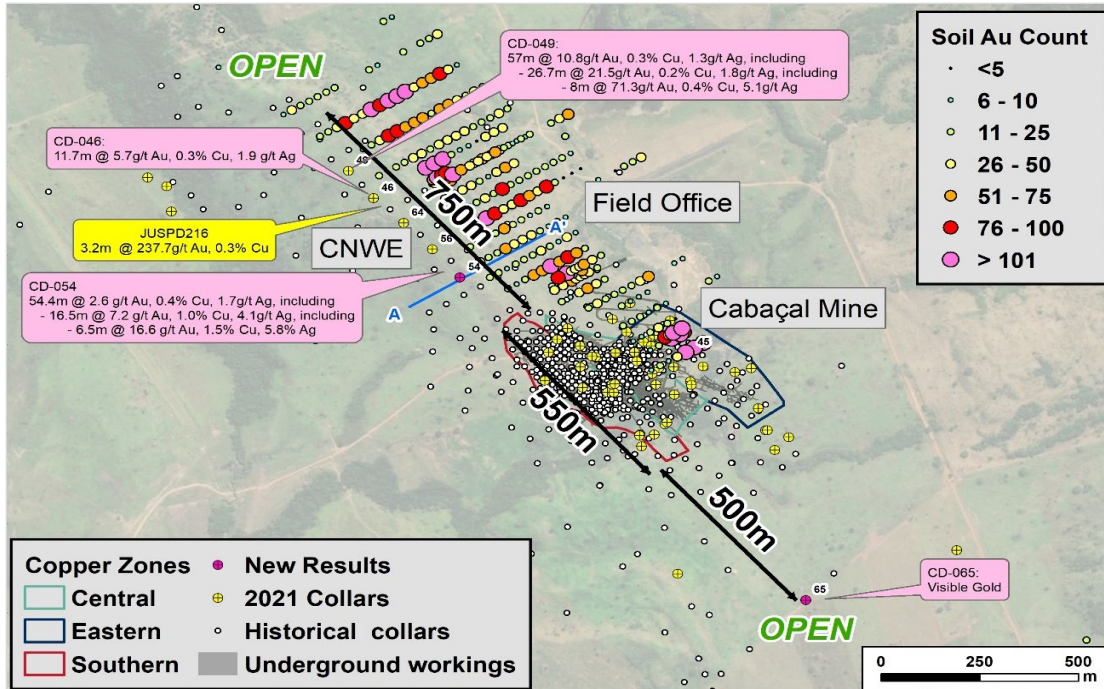 OPEN
CD-049:
57m @ 10.8g/t Au, 0.3% Cu, 1.3g/t Ag, including
- 26.7m @ 21.5g/t Au, 0.2% Cu, 1.8g/t Ag, including
- 8m @ 71.3g/t Au, 0.4% Cu, 5.1g/t Ag
CD-046:
11.7m @ 5.7g/t Au, 0.3% Cu, 1.9 g/t Ag
JUSPD216
3.2m @ 237.7g/t Au, 0.3% Cu
CNWE
CD-054
54.4m @ 2.6 g/t Au, 0.4% Cu, 1.7g/t Ag, including
- 16.5m @ 7.2 g/t Au, 1.0% Cu, 4.1g/t Ag, including
- 6.5m @ 16.6 g/t Au, 1.5% Cu, 5.8% Ag
46
64
56
54
750m
A
A'
Field Office
Cabaçal Mine
45
550m
500m
65
CD-065:
Visible Gold
OPEN
Soil Au Count
<5
6 - 10
11 - 25
26 - 50
51 - 75
76 - 100
> 101
Copper Zones
Central
Eastern
Southern
New Results
2021 Collars
Historical collars
Underground workings
0 250 500
m